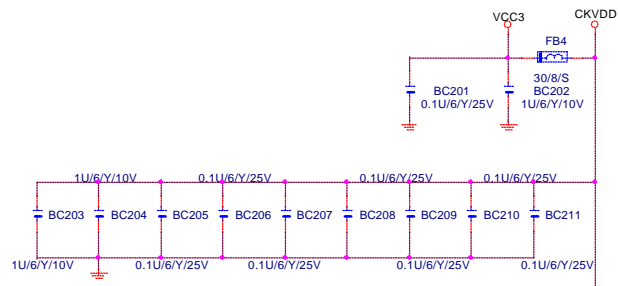 VCC3 CKVDD
FB4
30/8/S
BC201 BC202
0.1U/6/Y/25V 1U/6/Y/10V
1U/6/Y/10V 0.1U/6/Y/25V 0.1U/6/Y/25V 0.1U/6/Y/25V
BC203 BC204 BC205 BC206 BC207 BC208 BC209 BC210 BC211
1U/6/Y/10V 0.1U/6/Y/25V 0.1U/6/Y/25V 0.1U/6/Y/25V 0.1U/6/Y/25V